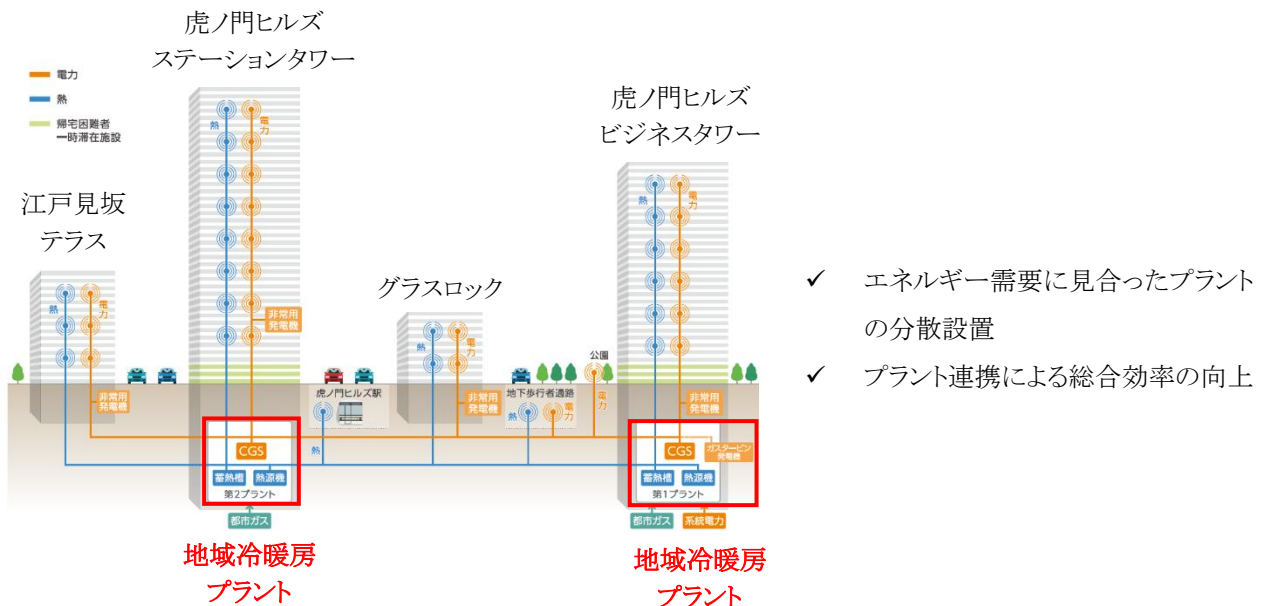 虎ノ門ヒルズ
ステーションタワー
電力
熱
帰宅困難者
一時滞在施設
虎ノ門ヒルズ
ビジネスタワー
江戸見坂
テラス
グラスロック
熱
電力
非常用
発電機
熱
電力
非常用
発電機
熱
電力
非常用
発電機
熱
電力
非常用
発電機
虎ノ門ヒルズ駅
熱
地下歩行者通路
熱
電力
公園
電力
CGS
蓄熱槽
熱源機
第2プラント
都市ガス
CGS
ガスタービン
発電機
蓄熱槽
熱源機
第1プラント
都市ガス
系統電力
地域冷暖房
プラント
地域冷暖房
プラント
✓ エネルギー需要に見合ったプラント
の分散設置
✓ プラント連携による総合効率の向上